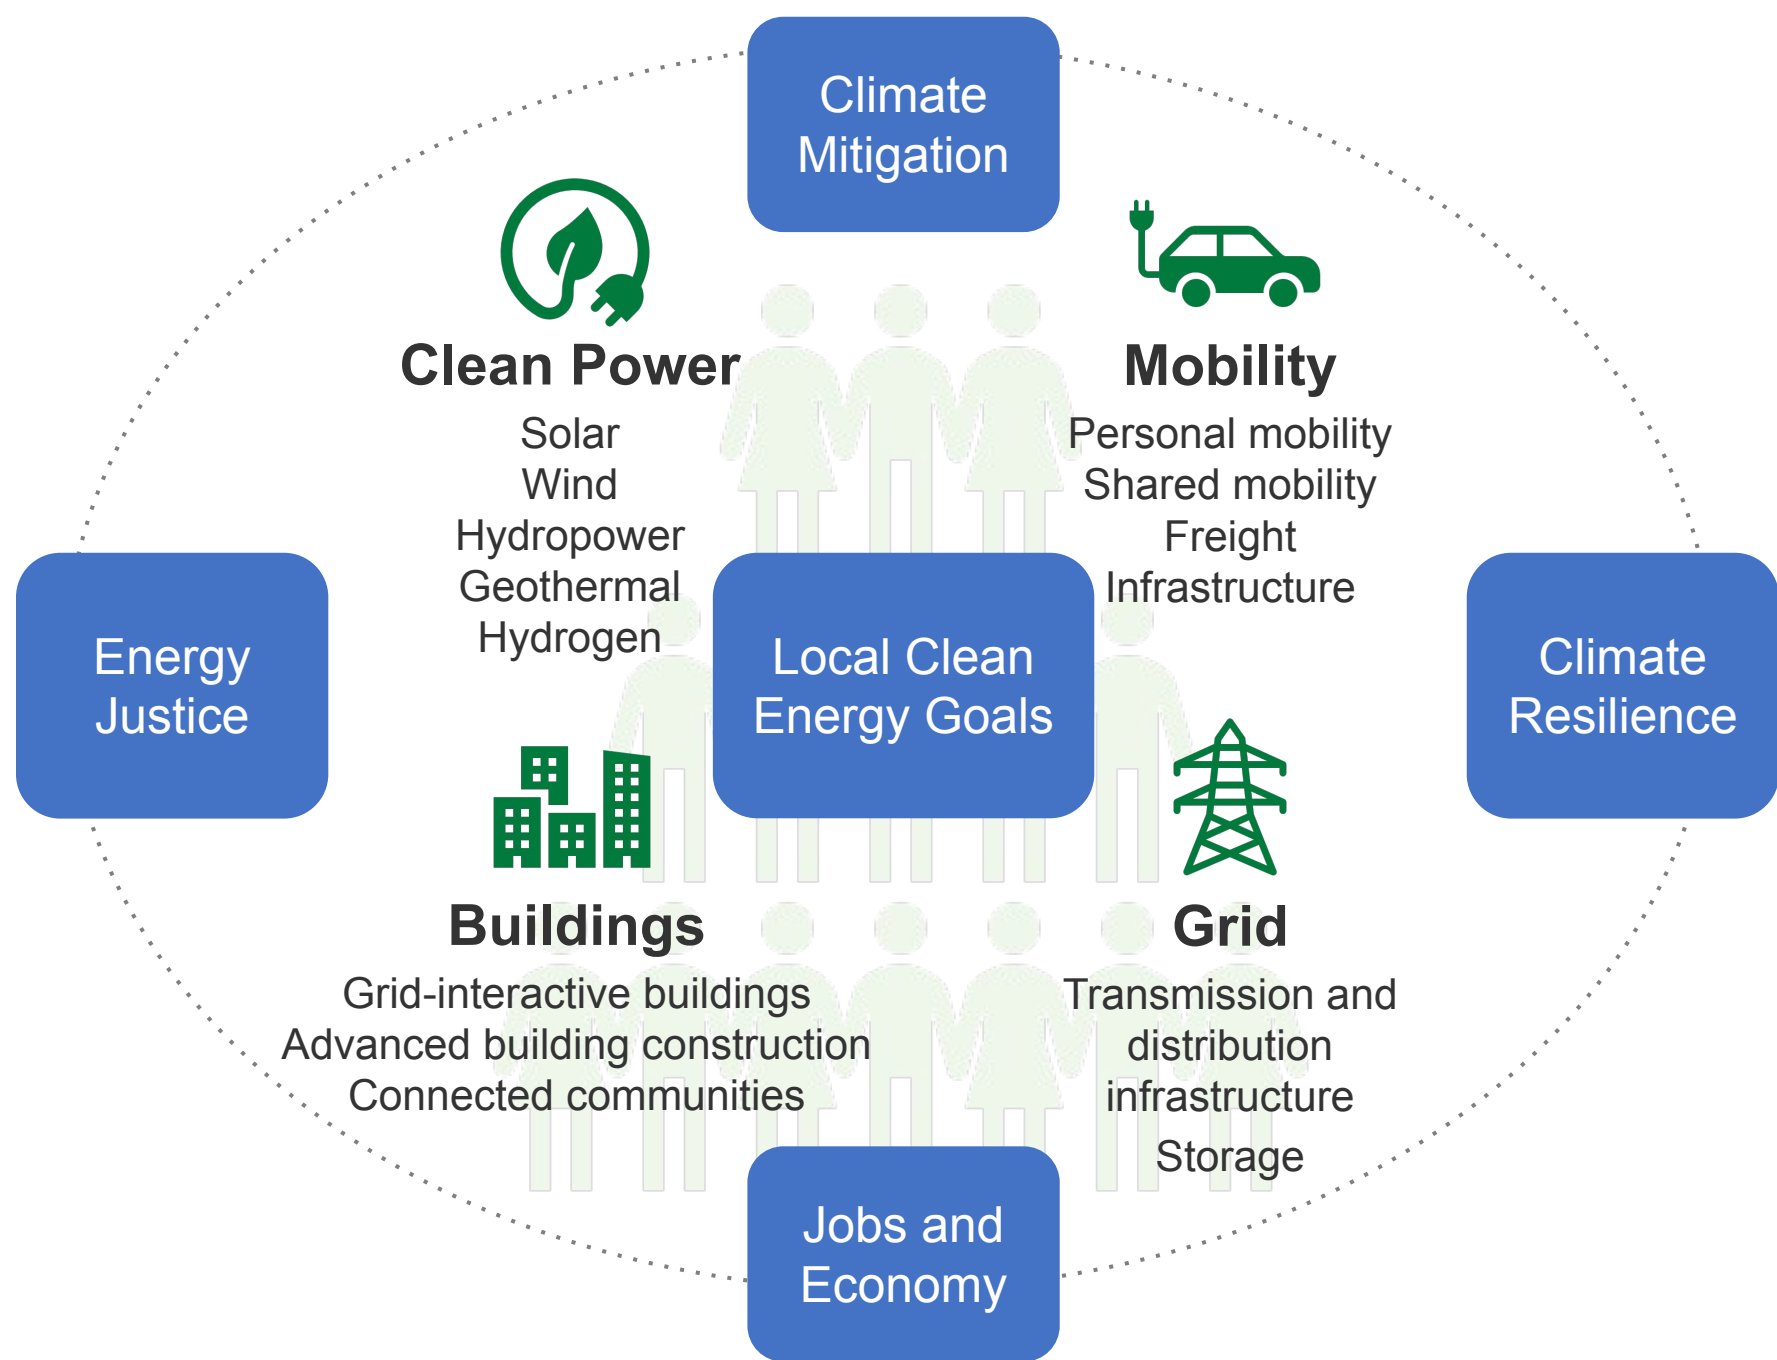 Climate
Mitigation
Clean Power
Solar
Wind
Hydropower
Geothermal
Hydrogen
Mobility
Personal mobility
Shared mobility
Freight
Infrastructure
Energy
Justice
Local Clean
Energy Goals
Climate
Resilience
Buildings
Grid-interactive buildings
Advanced building construction
Connected communities
Grid
Transmission and
distribution
infrastructure
Storage
Jobs and
Economy